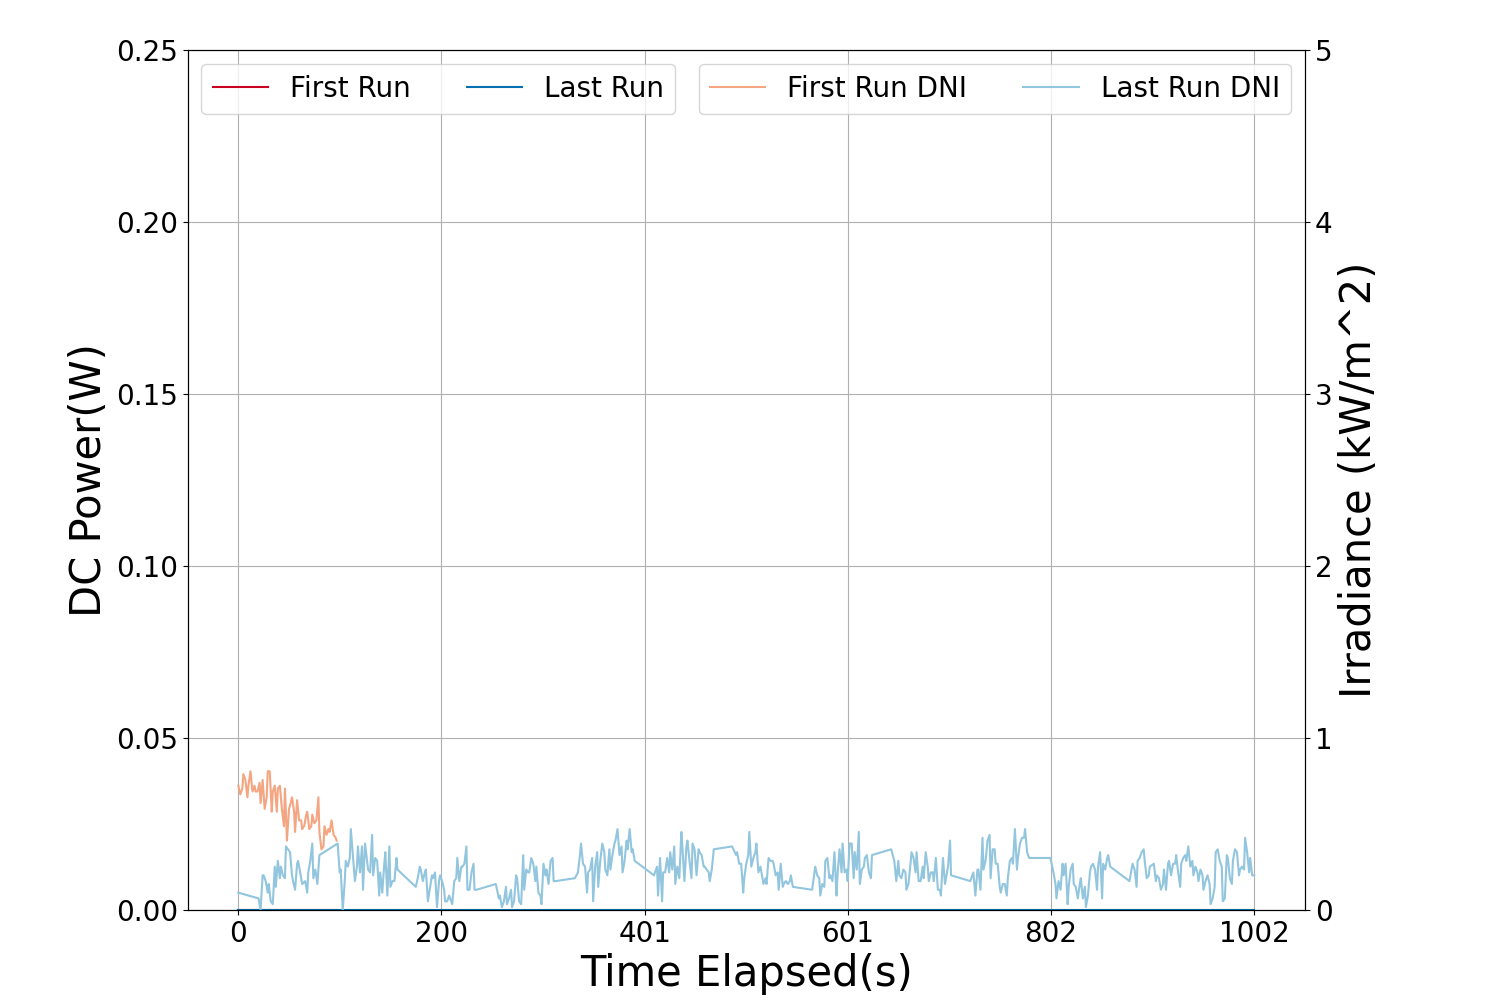 First Run
Last Run
First Run DNI
Last Run DNI
DC Power(W)
0.25
0.20
0.15
0.10
0.05
0.00
5
4
3
2
1
0
Irradiance (kW/m^2)
0
200
401
601
802
1002
Time Elapsed(s)